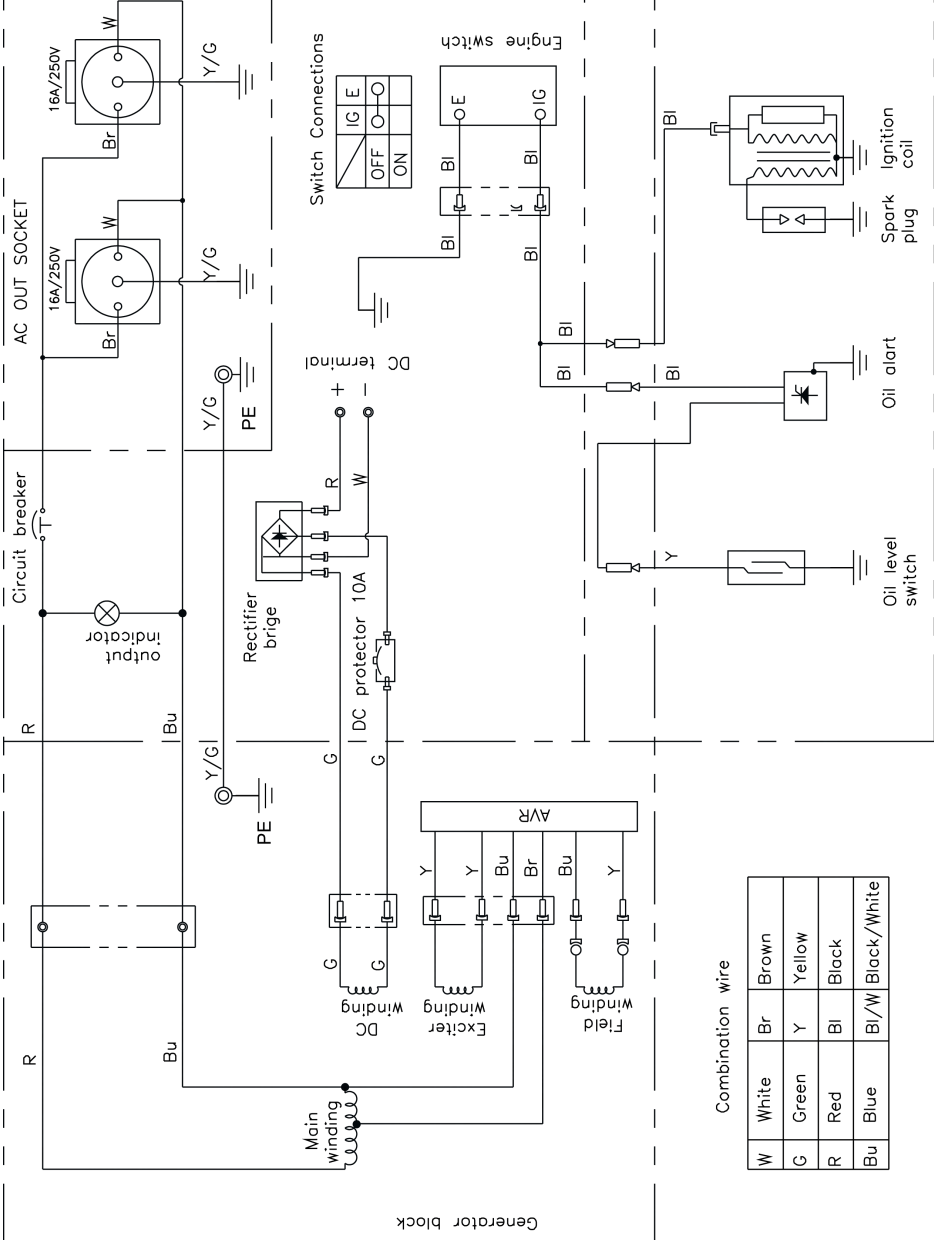 AC OUT SOCKET
16A/250V
W
Br
Y/G
16A/250V
W
Br
Y/G
Circuit breaker
output
indicator
R
Bu
R
Bu
Y/G
PE
Y/G
PE
Switch Connections
IG E
OFF
ON
Engine switch
E
IG
Bl
Bl
Bl
Bl
DC terminal
+
−
R
W
Rectifier
brige
DC protector 10A
G
G
G
G
DC
winding
Exciter
winding
Field
winding
AVR
Y
Y
Bu
Br
Bu
Y
Main
winding
Generator block
Bl
Bl
Bl
Bl
Ignition
coil
Spark
plug
Oil alart
Y
Oil level
switch
Combination wire
W White Br Brown
G Green Y Yellow
R Red Bl Black
Bu Blue Bl/W Black/White